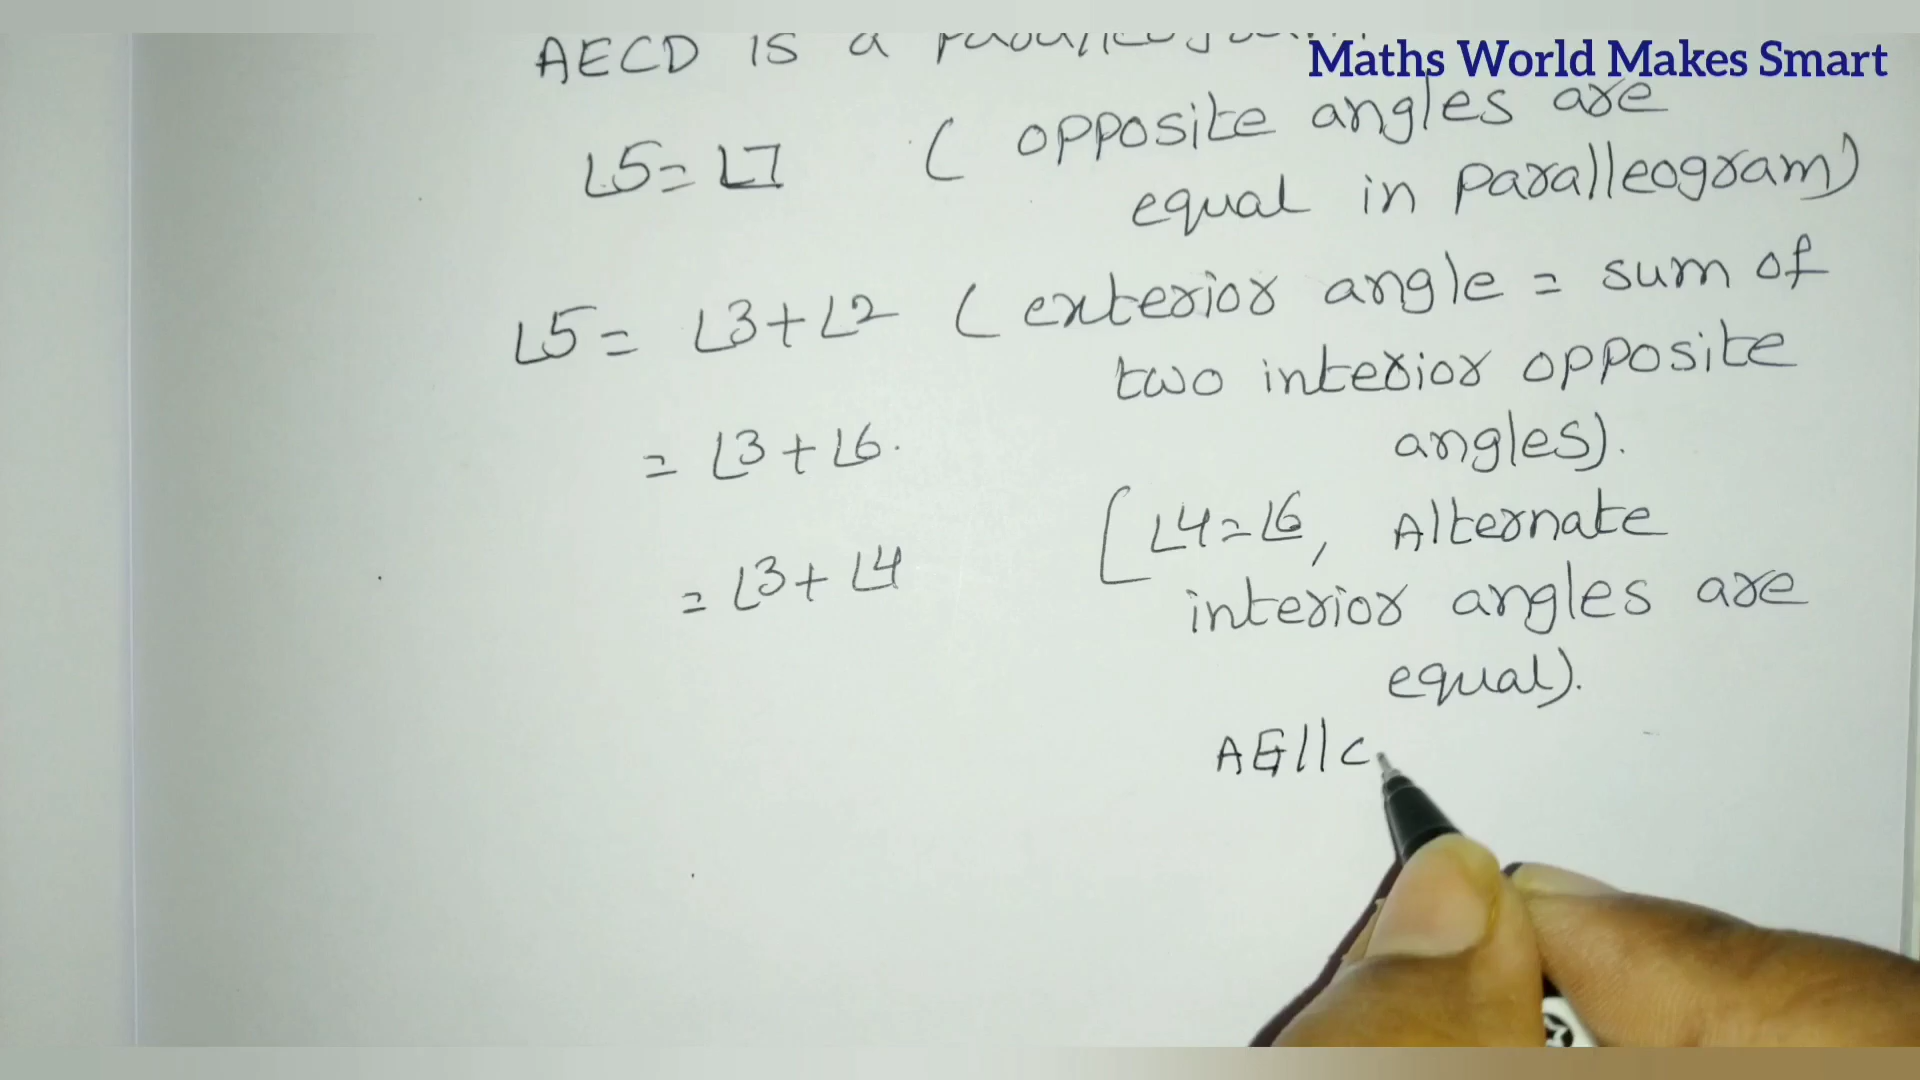 AECD is a
Maths World Makes Smart
∠5=∠7 ( opposite angles are
equal in paralleogram)
∠5= ∠3+∠2 ( exterior angle = sum of
two interior opposite
= ∠3+∠6. angles).
[∠4=∠6, Alternate
= ∠3+∠4 interior angles are
equal).
AE||C